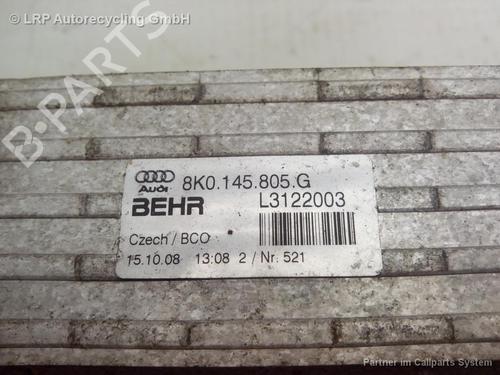 © LRP Autorecycling GmbH
B-PARTS
Audi
8K0.145.805.G
BEHR
L3122003
Czech / BCO
15.10.08 13:08 2 / Nr. 521
Partner im Callparts System